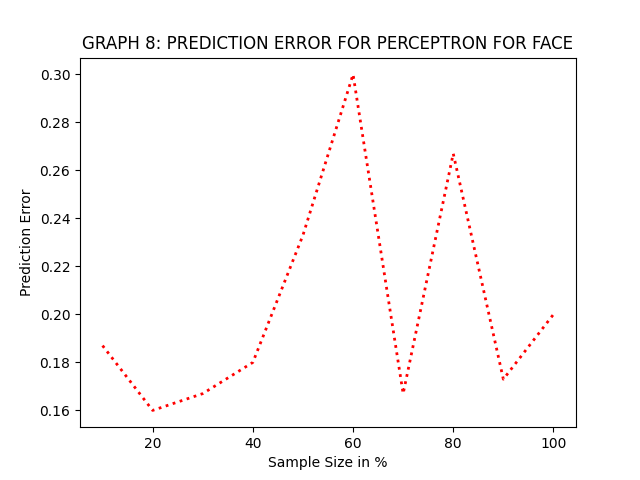 GRAPH 8: PREDICTION ERROR FOR PERCEPTRON FOR FACE
0.30
0.28
0.26
0.24
0.22
0.20
0.18
0.16
Prediction Error
20 40 60 80 100
Sample Size in %